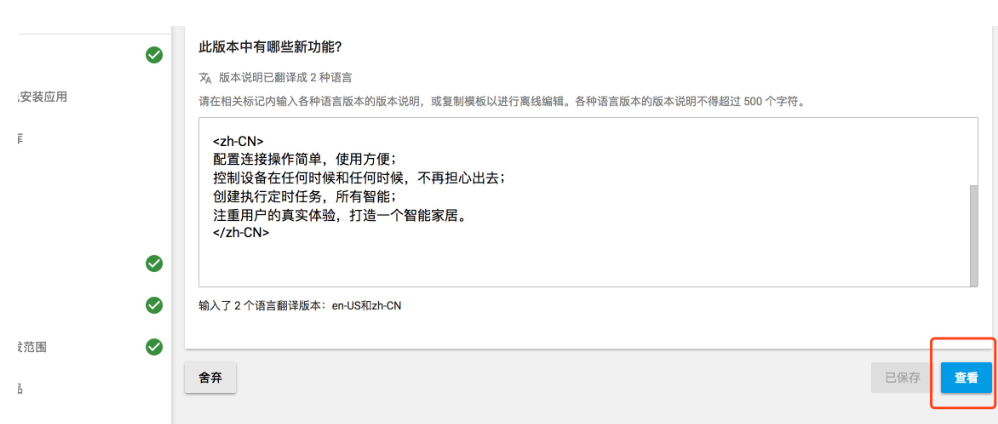 此版本中有哪些新功能?
版本说明已翻译成 2 种语言
安装应用
请在相关标记内输入各种语言版本的版本说明，或复制模板以进行离线编辑。各种语言版本的版本说明不得超过 500 个字符。
库
<zh-CN>
配置连接操作简单，使用方便；
控制设备在任何时候和任何时候，不再担心出去；
创建执行定时任务，所有智能；
注重用户的真实体验，打造一个智能家居。
</zh-CN>
输入了 2 个语言翻译版本：en-US和zh-CN
范围
舍弃
已保存
查看